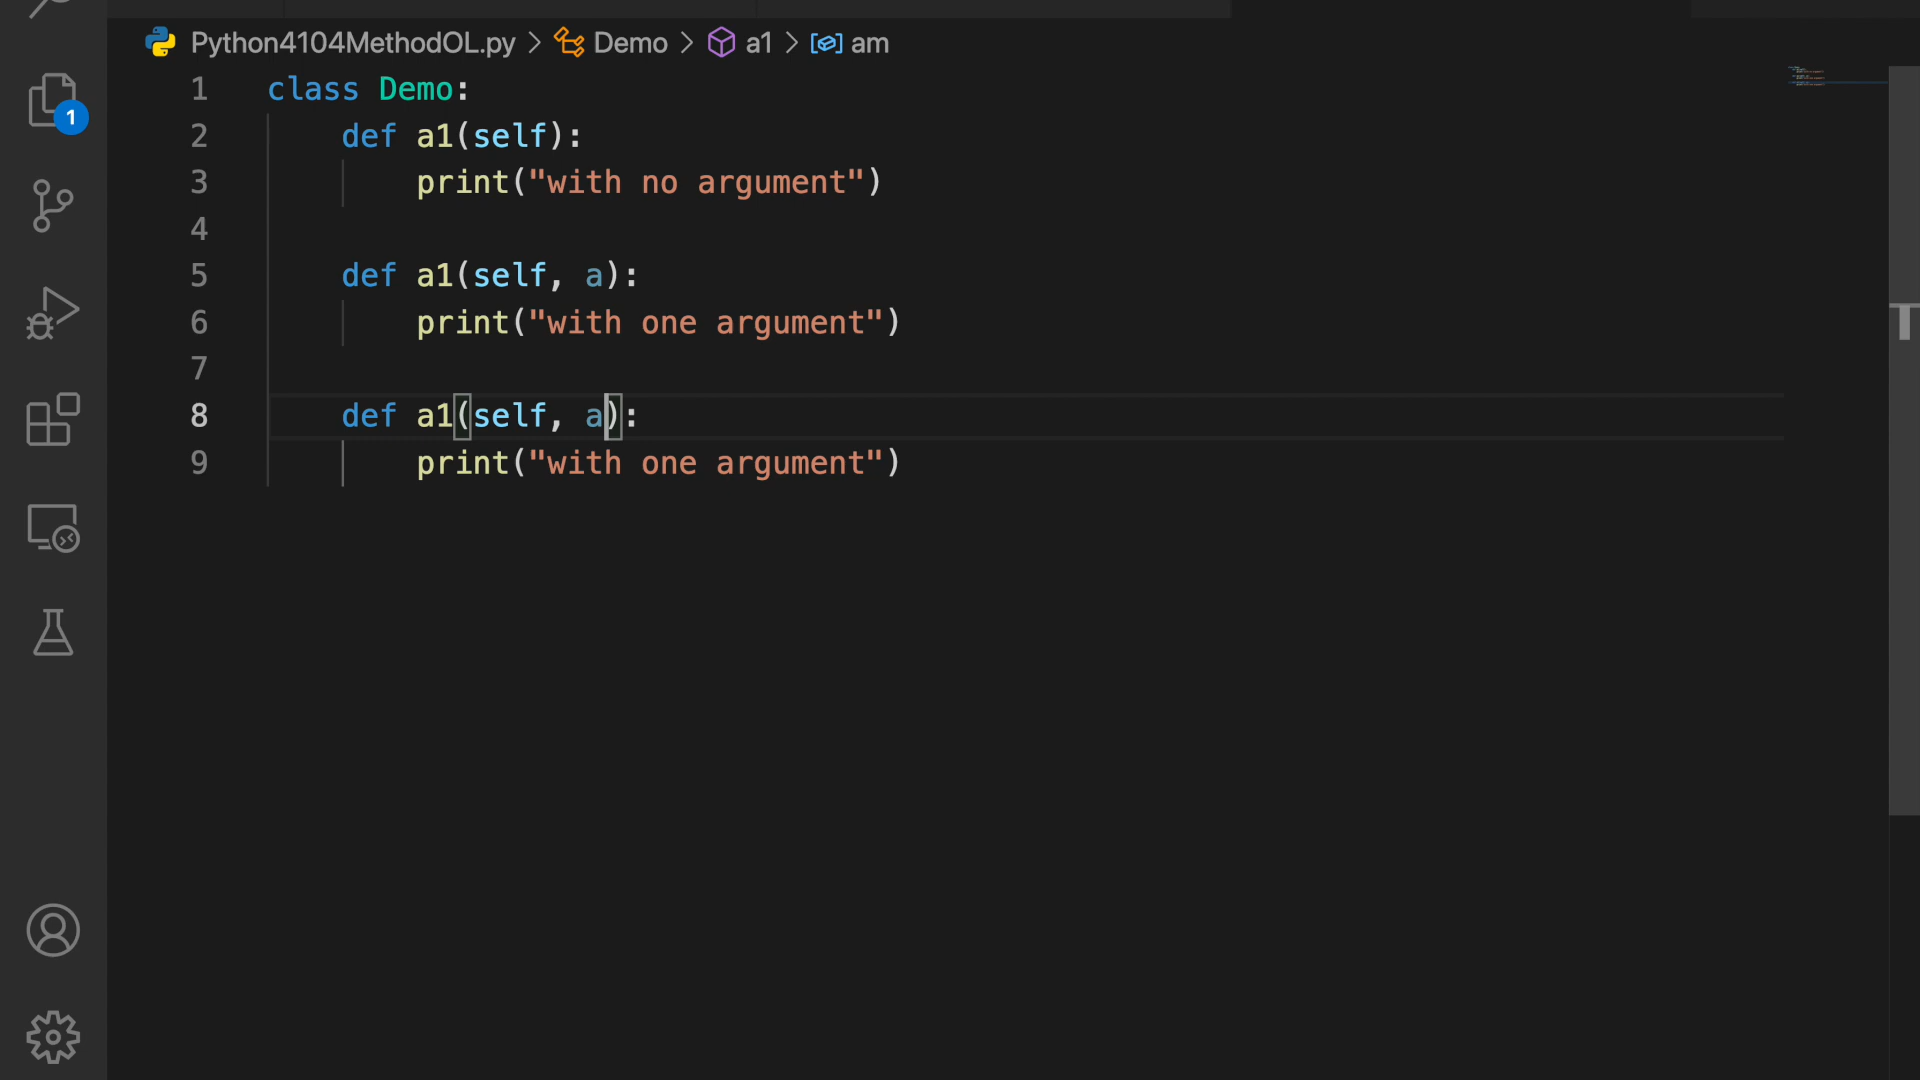 Python4104MethodOL.py > Demo > a1 > am
1 class Demo:
2 def a1(self):
3 print("with no argument")
4
5 def a1(self, a):
6 print("with one argument")
7
8 def a1(self, a):
9 print("with one argument")
1